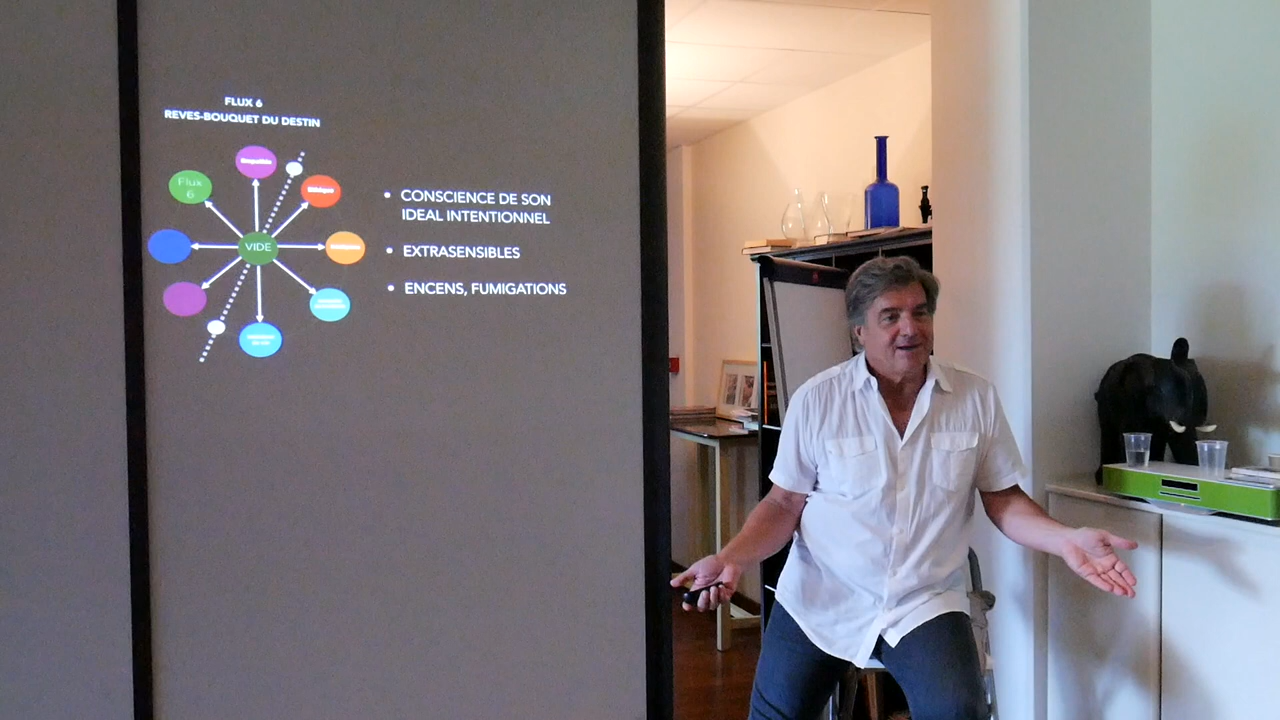 FLUX 6
REVES-BOUQUET DU DESTIN
Flux
6
VIDE
• CONSCIENCE DE SON
IDEAL INTENTIONNEL
• EXTRASENSIBLES
• ENCENS, FUMIGATIONS